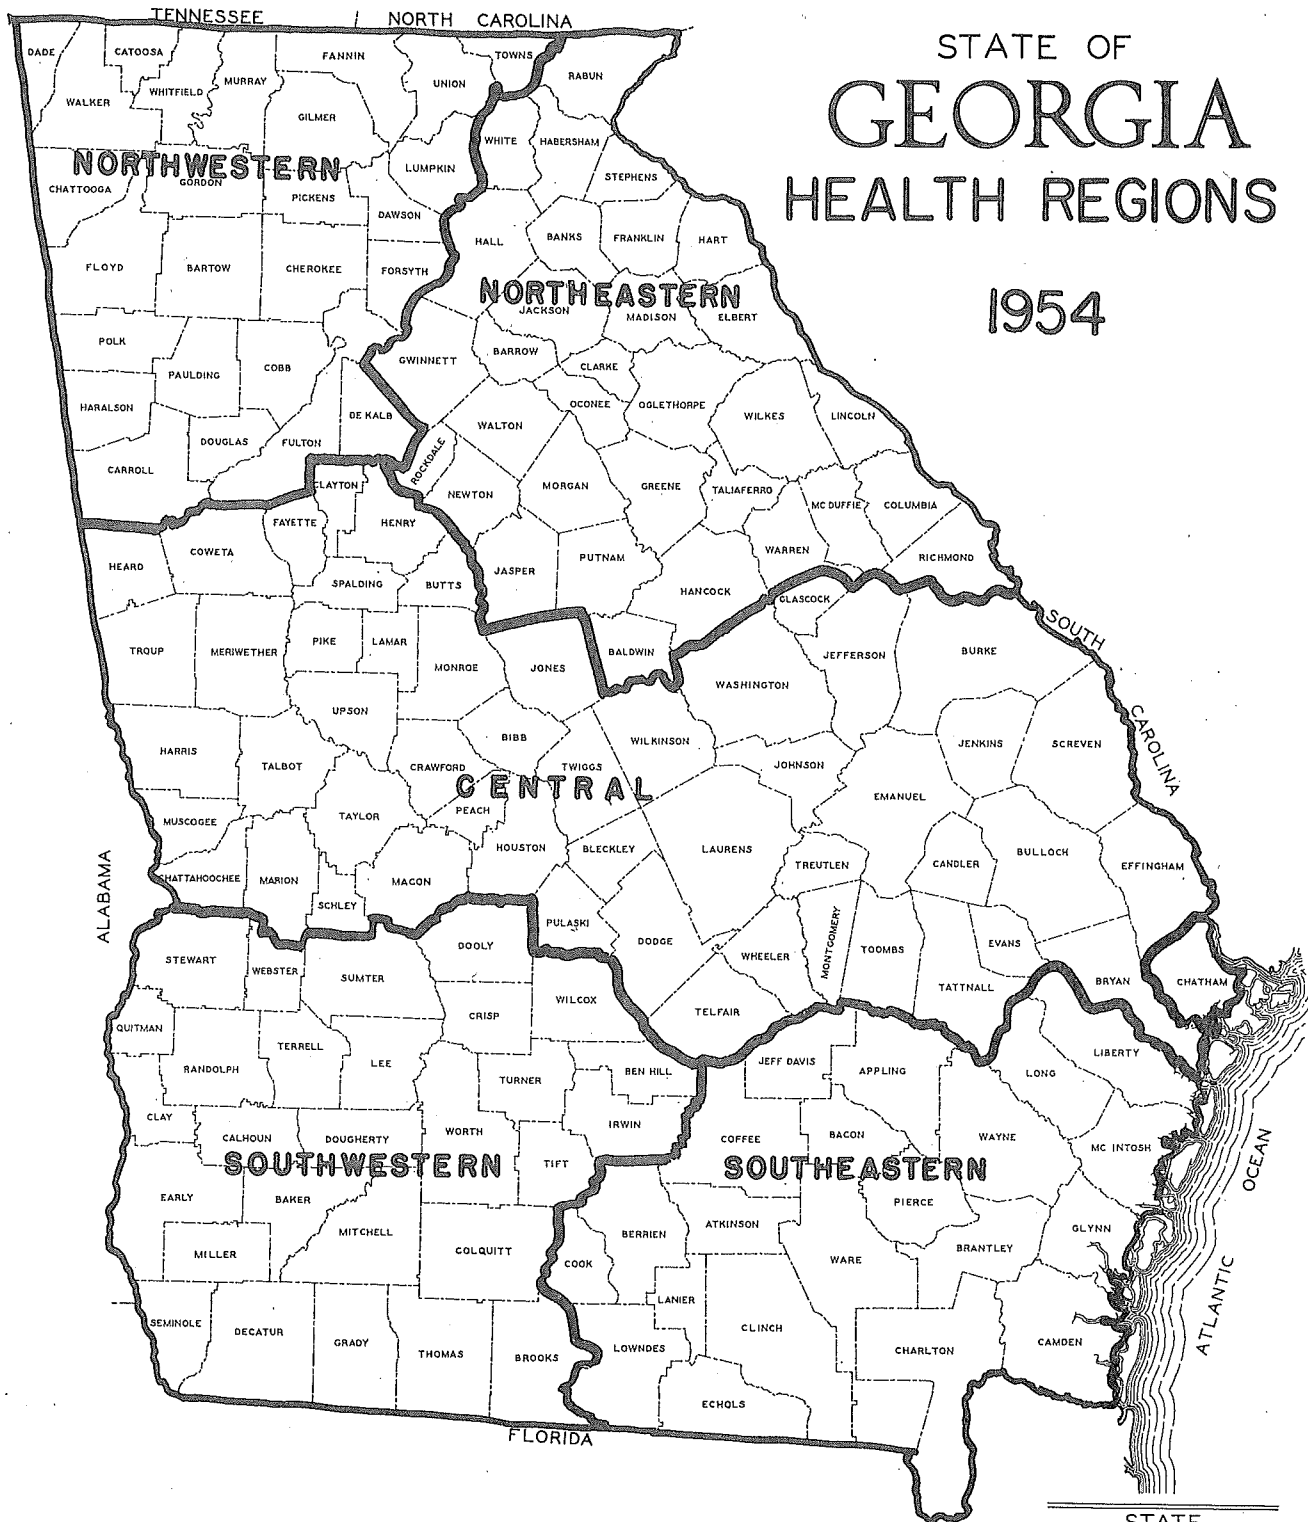 TENNESSEE
NORTH CAROLINA
STATE OF
GEORGIA
HEALTH REGIONS
1954
DADE
CATOOSA
FANNIN
TOWNS
RABUN
WALKER
WHITFIELD
MURRAY
UNION
GILMER
WHITE
HABERSHAM
NORTHWESTERN
CHATTOOGA
GORDON
PICKENS
LUMPKIN
STEPHENS
DAWSON
HALL
BANKS
FRANKLIN
HART
FLOYD
BARTOW
CHEROKEE
FORSYTH
NORTHEASTERN
JACKSON
MADISON
ELBERT
POLK
PAULDING
COBB
GWINNETT
BARROW
CLARKE
HARALSON
DE KALB
OCONEE
OGLETHORPE
WILKES
LINCOLN
DOUGLAS
FULTON
WALTON
CARROLL
ROCKDALE
CLAYTON
NEWTON
MORGAN
GREENE
TALIAFERRO
MC DUFFIE
COLUMBIA
FAYETTE
HENRY
COWETA
HEARD
SPALDING
BUTTS
JASPER
PUTNAM
WARREN
RICHMOND
HANCOCK
GLASCOCK
SOUTH
CAROLINA
TROUP
MERIWETHER
PIKE
LAMAR
MONROE
JONES
BALDWIN
WASHINGTON
JEFFERSON
BURKE
UPSON
HARRIS
TALBOT
CRAWFORD
BIBB
TWIGGS
WILKINSON
JOHNSON
JENKINS
SCREVEN
CENTRAL
MUSCOGEE
TAYLOR
PEACH
EMANUEL
HOUSTON
BLECKLEY
LAURENS
TREUTLEN
CANDLER
BULLOCH
EFFINGHAM
ALABAMA
CHATTAHOOCHEE
MARION
SCHLEY
MACON
PULASKI
DOOLY
DODGE
WHEELER
MONTGOMERY
TOOMBS
EVANS
STEWART
WEBSTER
SUMTER
WILCOX
TATTNALL
BRYAN
CHATHAM
QUITMAN
CRISP
TELFAIR
RANDOLPH
TERRELL
LEE
TURNER
BEN HILL
JEFF DAVIS
APPLING
LONG
LIBERTY
CLAY
CALHOUN
DOUGHERTY
WORTH
IRWIN
COFFEE
BACON
WAYNE
MC INTOSH
SOUTHWESTERN
TIFT
SOUTHEASTERN
EARLY
BAKER
MITCHELL
PIERCE
MILLER
COLQUITT
COOK
BERRIEN
ATKINSON
WARE
BRANTLEY
GLYNN
ATLANTIC
OCEAN
SEMINOLE
DECATUR
GRADY
THOMAS
BROOKS
LANIER
LOWNDES
CLINCH
CHARLTON
CAMDEN
ECHOLS
FLORIDA
STATE